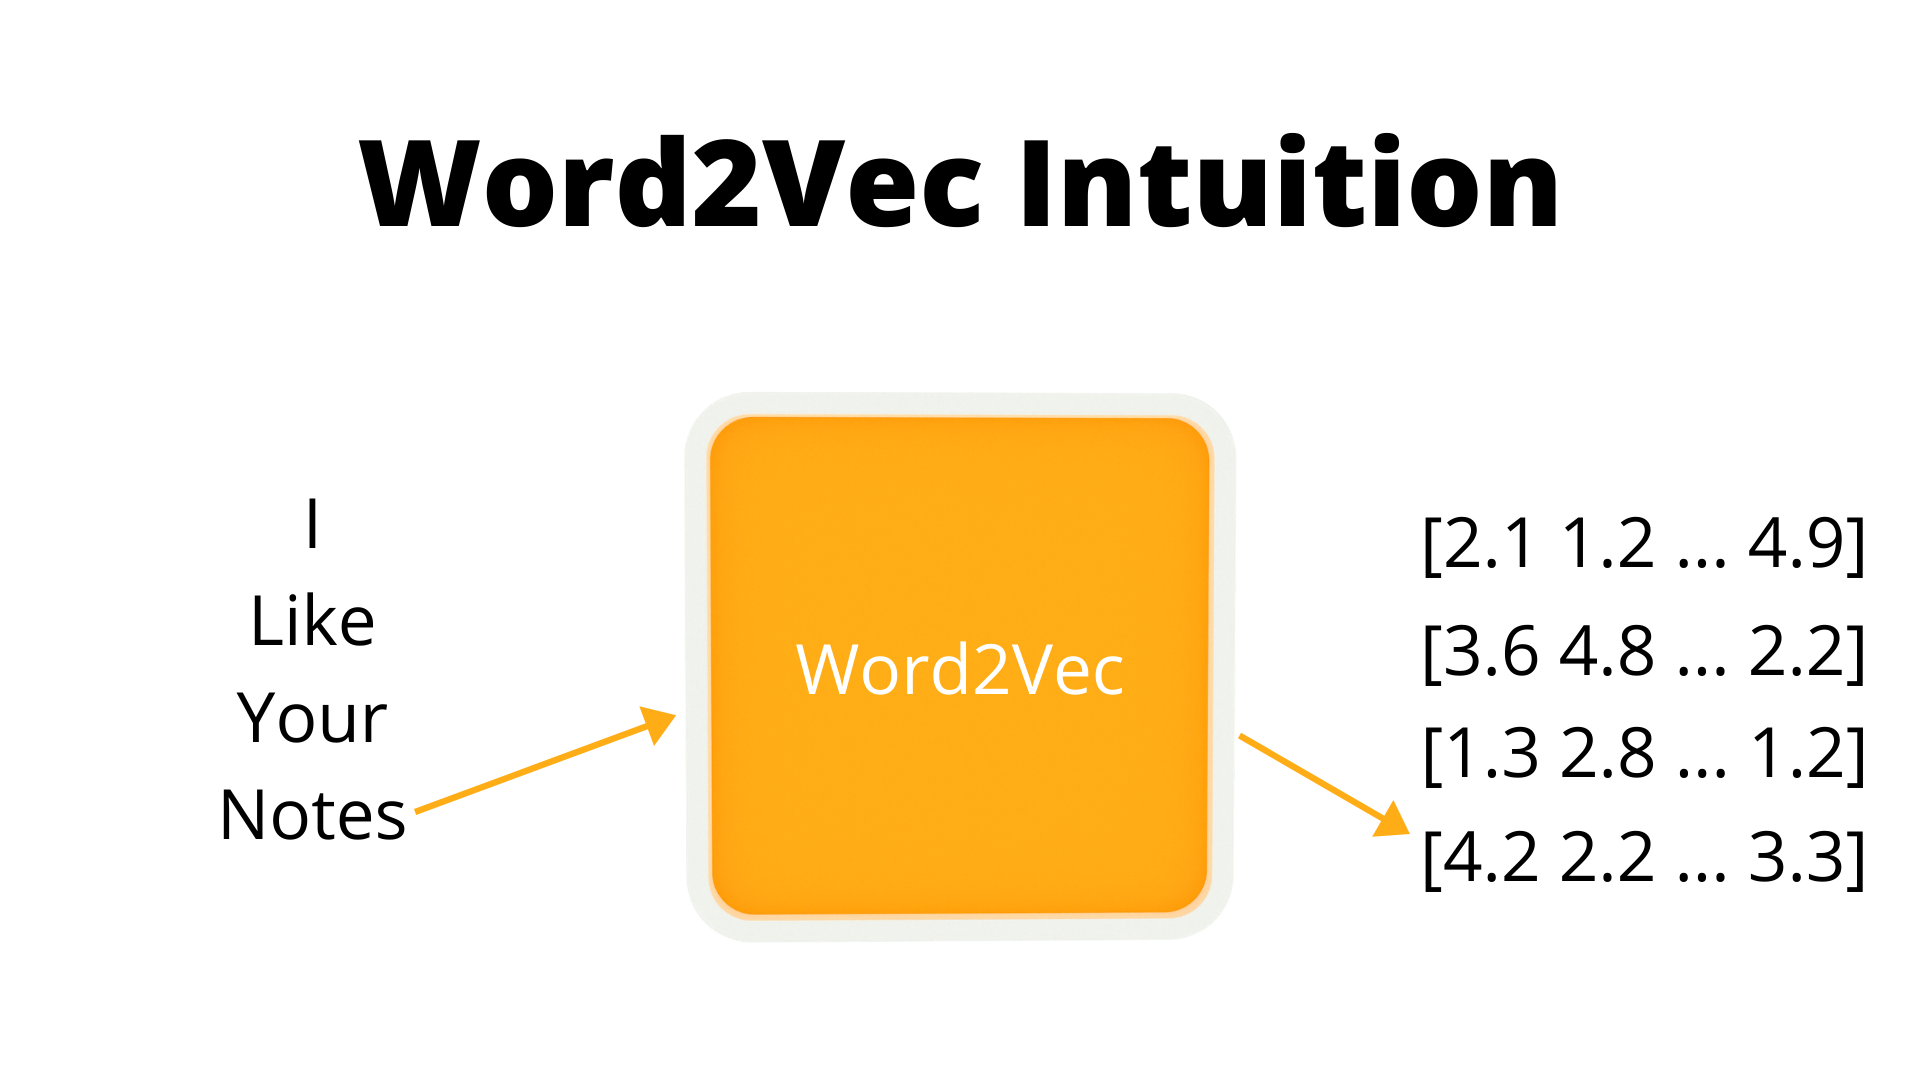 Word2Vec Intuition
I
Like
Your
Notes
Word2Vec
[2.1 1.2 ... 4.9]
[3.6 4.8 ... 2.2]
[1.3 2.8 ... 1.2]
[4.2 2.2 ... 3.3]